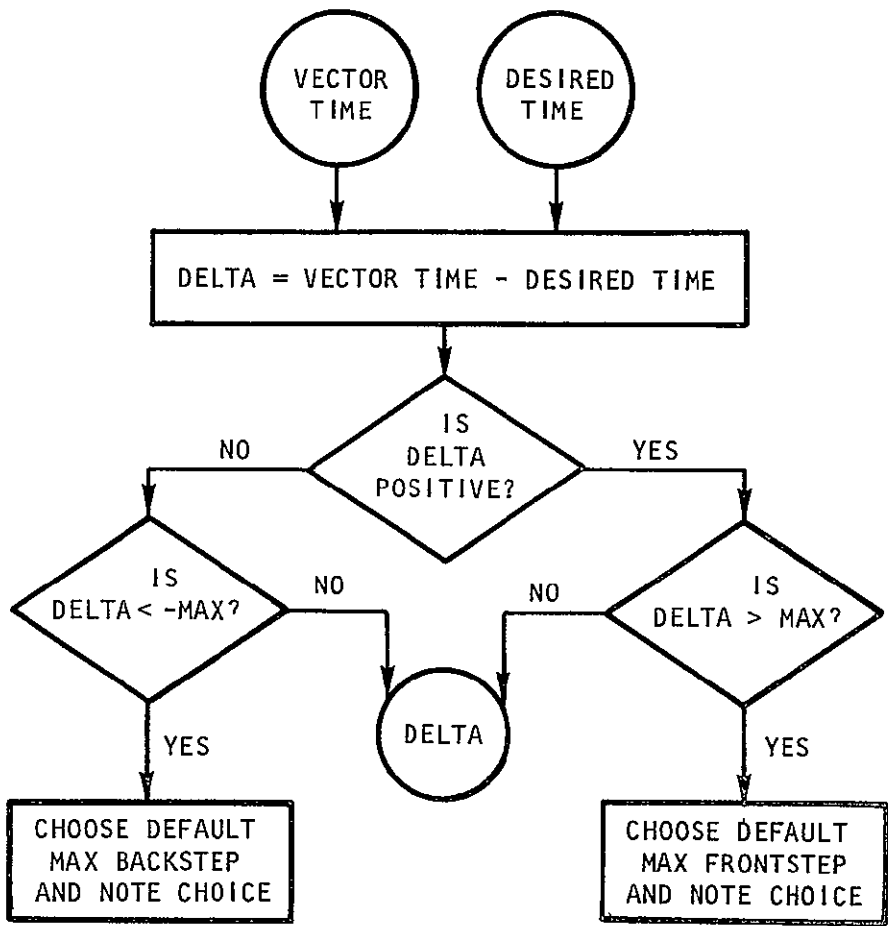 VECTOR
TIME
DESIRED
TIME
DELTA = VECTOR TIME - DESIRED TIME
IS
DELTA
POSITIVE?
NO
YES
IS
DELTA < -MAX?
NO
NO
IS
DELTA > MAX?
DELTA
YES
YES
CHOOSE DEFAULT
MAX BACKSTEP
AND NOTE CHOICE
CHOOSE DEFAULT
MAX FRONTSTEP
AND NOTE CHOICE